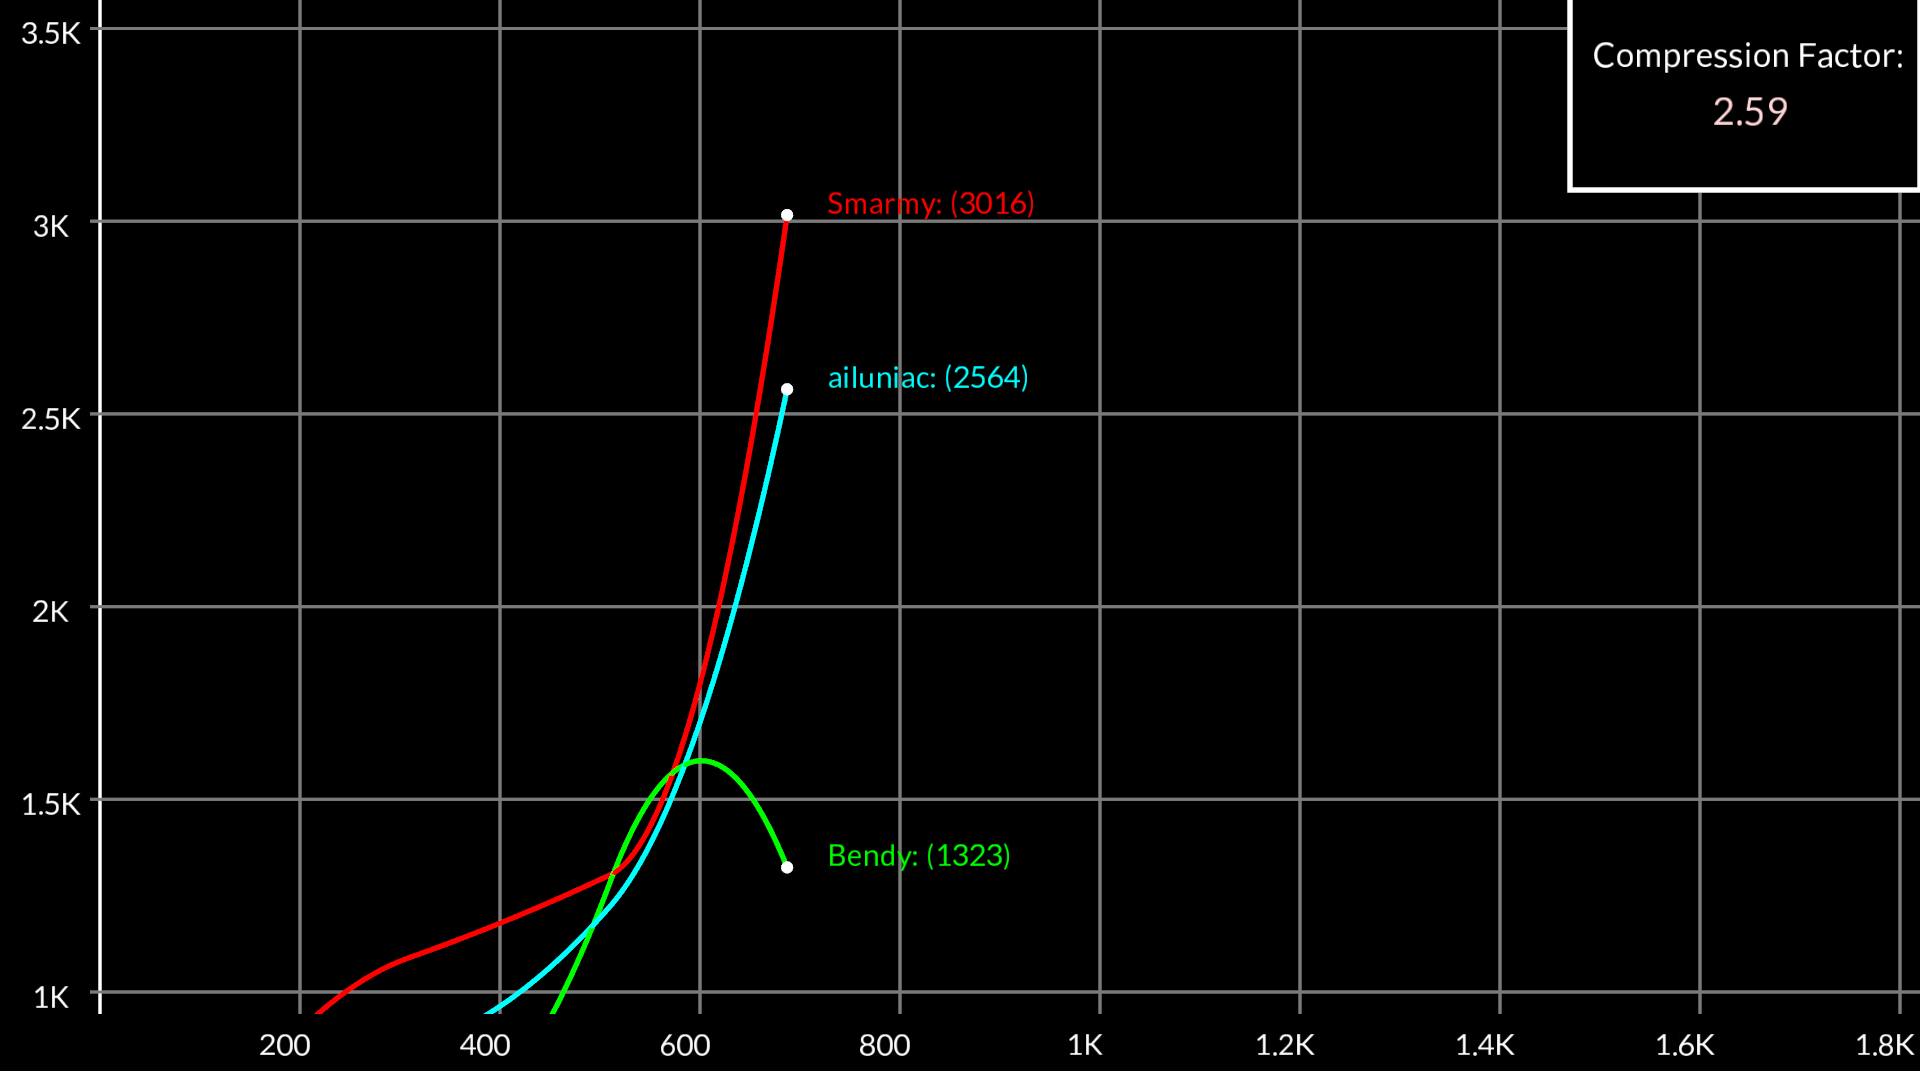 3.5K
Compression Factor:
2.59
Smarmy: (3016)
3K
ailuniac: (2564)
2.5K
2K
1.5K
Bendy: (1323)
1K
200 400 600 800 1K 1.2K 1.4K 1.6K 1.8K